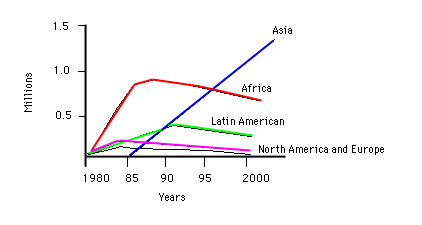 1.5
Asia
1.0
Africa
Millions
0.5
Latin American
North America and Europe
1980 85 90 95 2000
Years